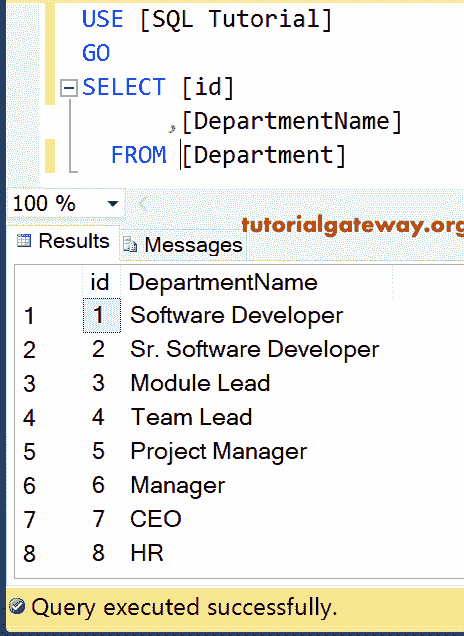 USE [SQL Tutorial]
GO
SELECT [id]
,[DepartmentName]
FROM [Department]
100 %
tutorialgateway.org
Results Messages
id DepartmentName
1 1 Software Developer
2 2 Sr. Software Developer
3 3 Module Lead
4 4 Team Lead
5 5 Project Manager
6 6 Manager
7 7 CEO
8 8 HR
Query executed successfully.